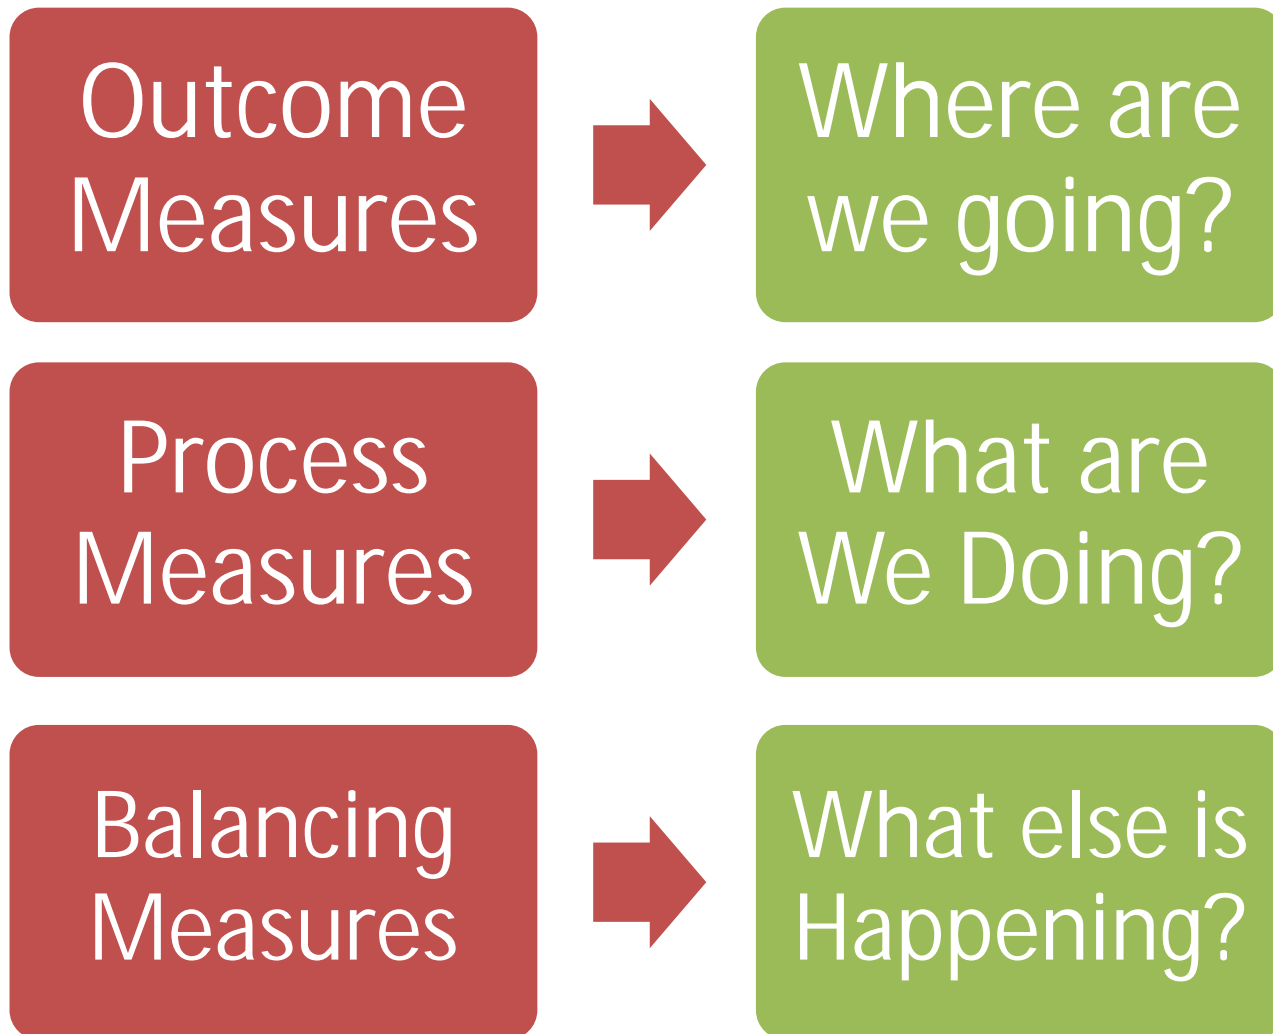 Outcome
Measures
Where are
we going?
Process
Measures
What are
We Doing?
Balancing
Measures
What else is
Happening?